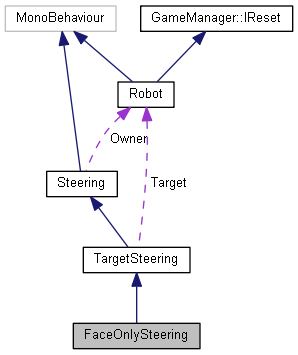 MonoBehaviour
GameManager::IReset
Robot
Owner
Steering
Target
TargetSteering
FaceOnlySteering